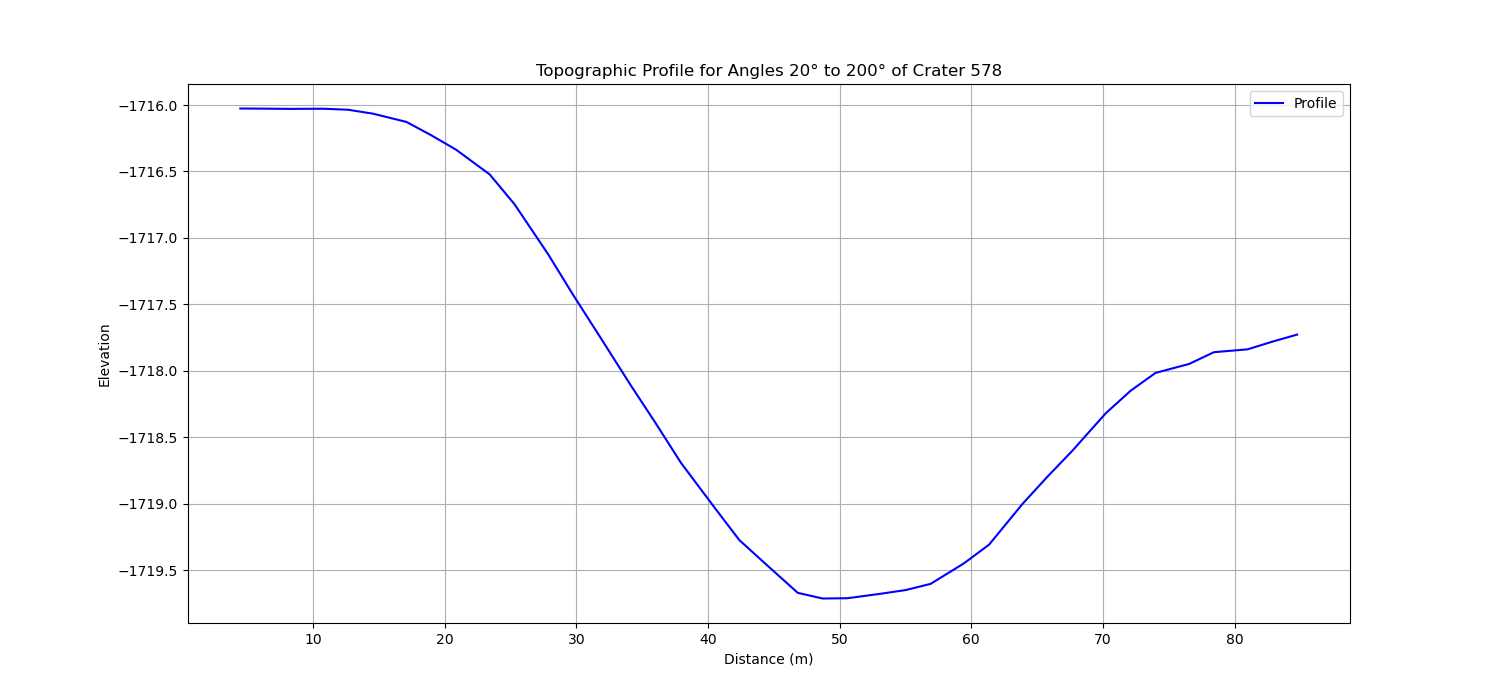 Topographic Profile for Angles 20° to 200° of Crater 578
Profile
−1716.0
−1716.5
−1717.0
−1717.5
−1718.0
−1718.5
−1719.0
−1719.5
Elevation
10 20 30 40 50 60 70 80
Distance (m)